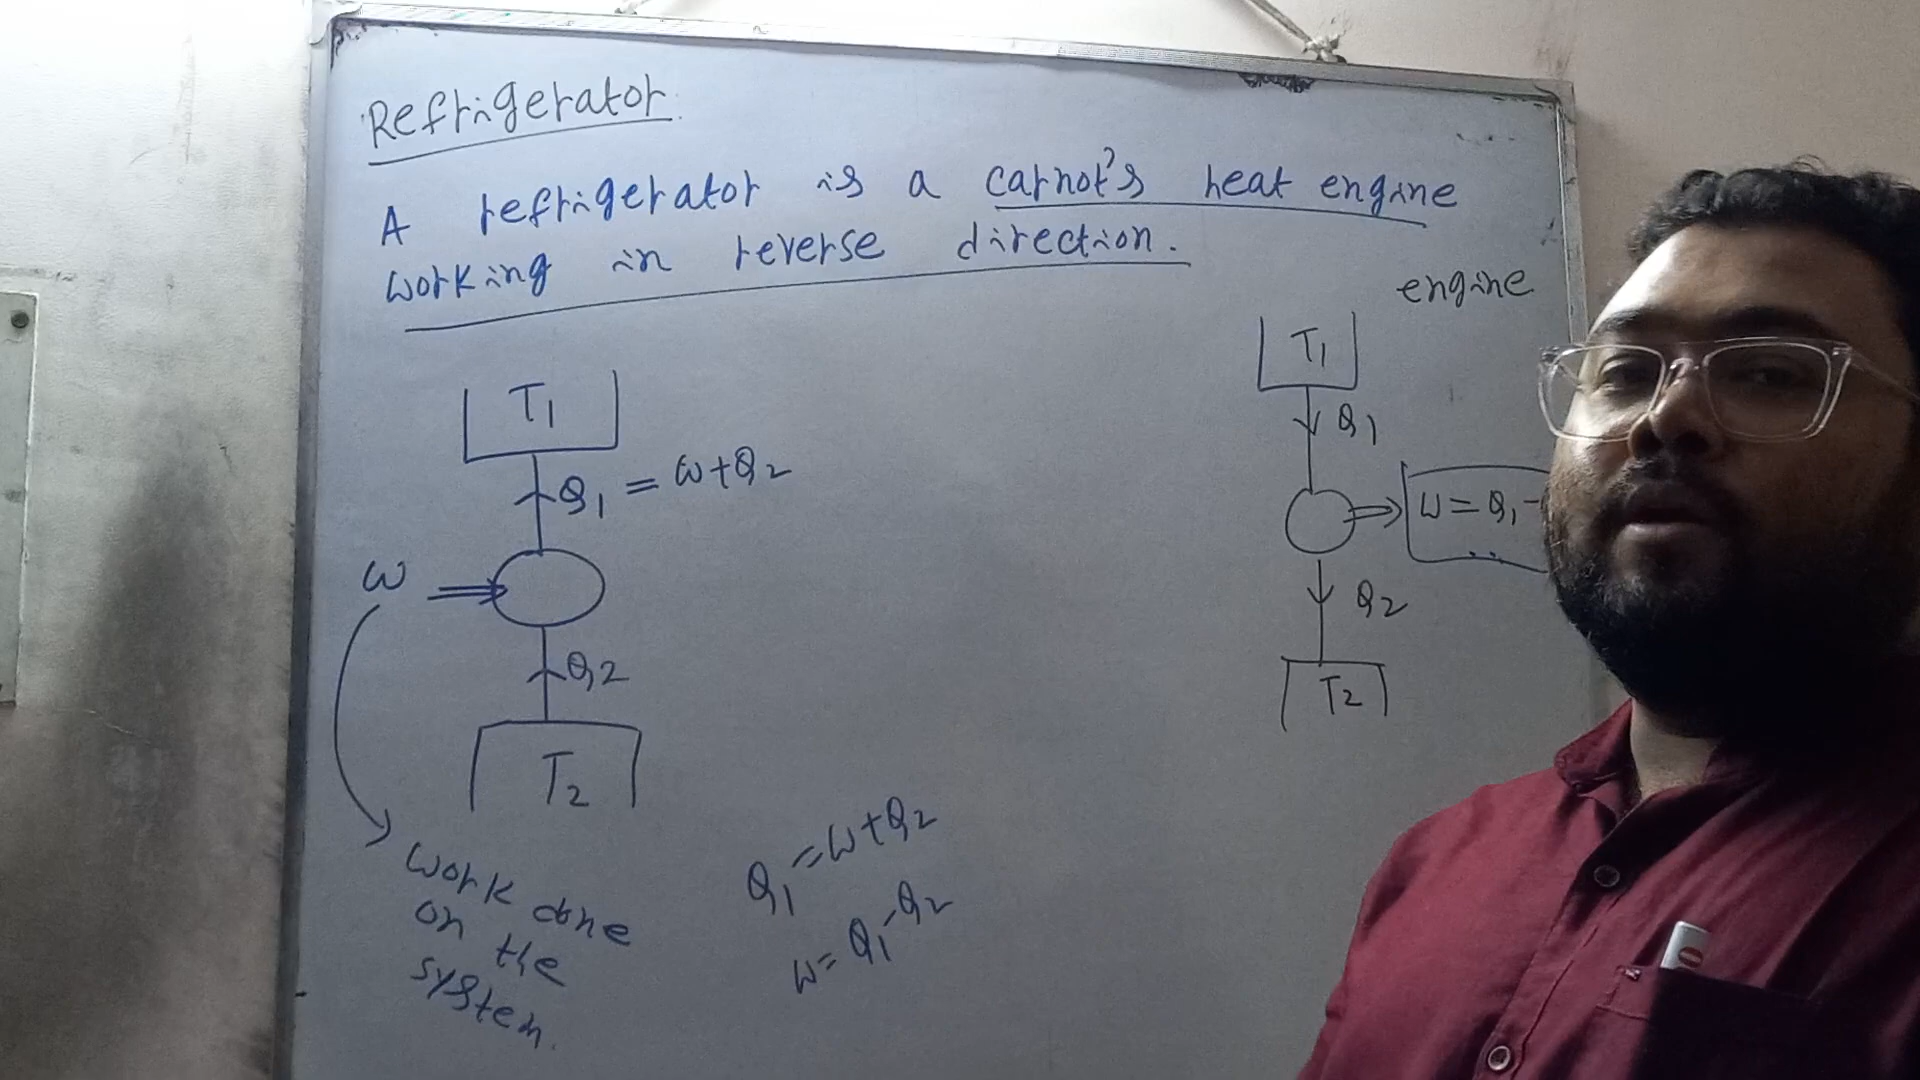 Refrigerator
A refrigerator is a carnot's heat engine
working in reverse direction.
engine
T1
Q1 = W+Q2
W
Q2
T2
work done
on the
system.
Q1 = W+Q2
W = Q1-Q2
T1
Q1
W = Q1-
Q2
T2